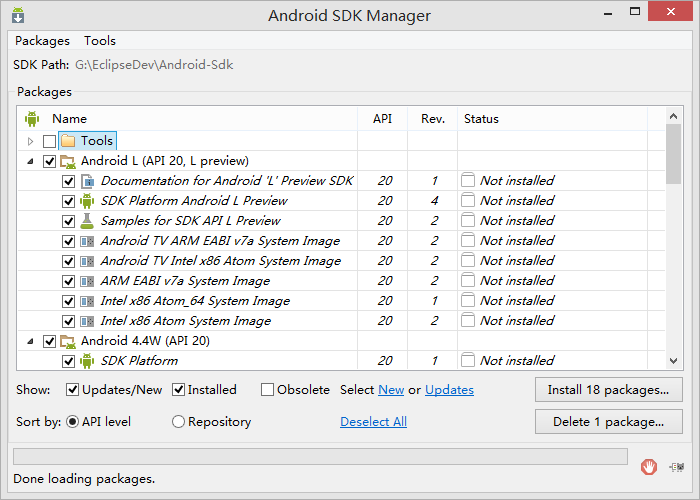 Android SDK Manager
Packages Tools
SDK Path: G:\EclipseDev\Android-Sdk
Packages
Name API Rev. Status
Tools
Android L (API 20, L preview)
Documentation for Android 'L' Preview SDK 20 1 Not installed
SDK Platform Android L Preview 20 4 Not installed
Samples for SDK API L Preview 20 2 Not installed
Android TV ARM EABI v7a System Image 20 2 Not installed
Android TV Intel x86 Atom System Image 20 2 Not installed
ARM EABI v7a System Image 20 2 Not installed
Intel x86 Atom_64 System Image 20 1 Not installed
Intel x86 Atom System Image 20 2 Not installed
Android 4.4W (API 20)
SDK Platform 20 1 Not installed
Show: Updates/New Installed Obsolete Select New or Updates Install 18 packages...
Sort by: API level Repository Deselect All Delete 1 package...
Done loading packages.